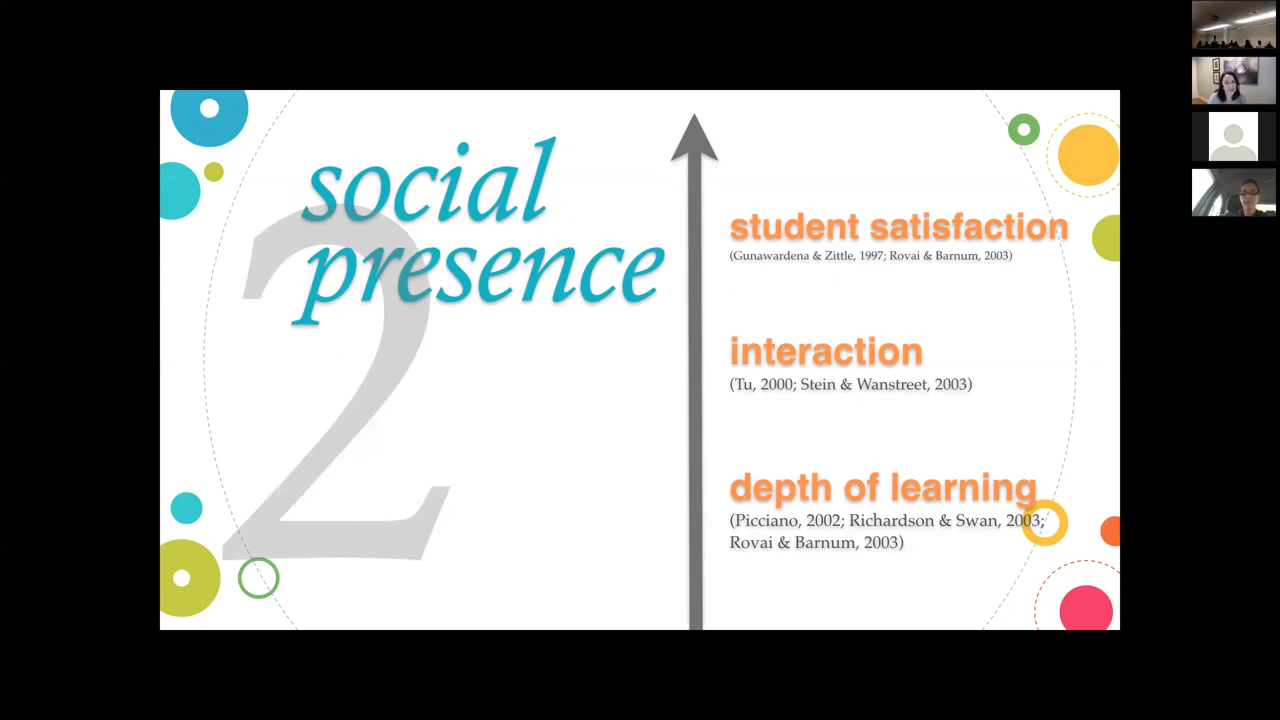 2
social
presence
student satisfaction
(Gunawardena & Zittle, 1997; Rovai & Barnum, 2003)
interaction
(Tu, 2000; Stein & Wanstreet, 2003)
depth of learning
(Picciano, 2002; Richardson & Swan, 2003;
Rovai & Barnum, 2003)